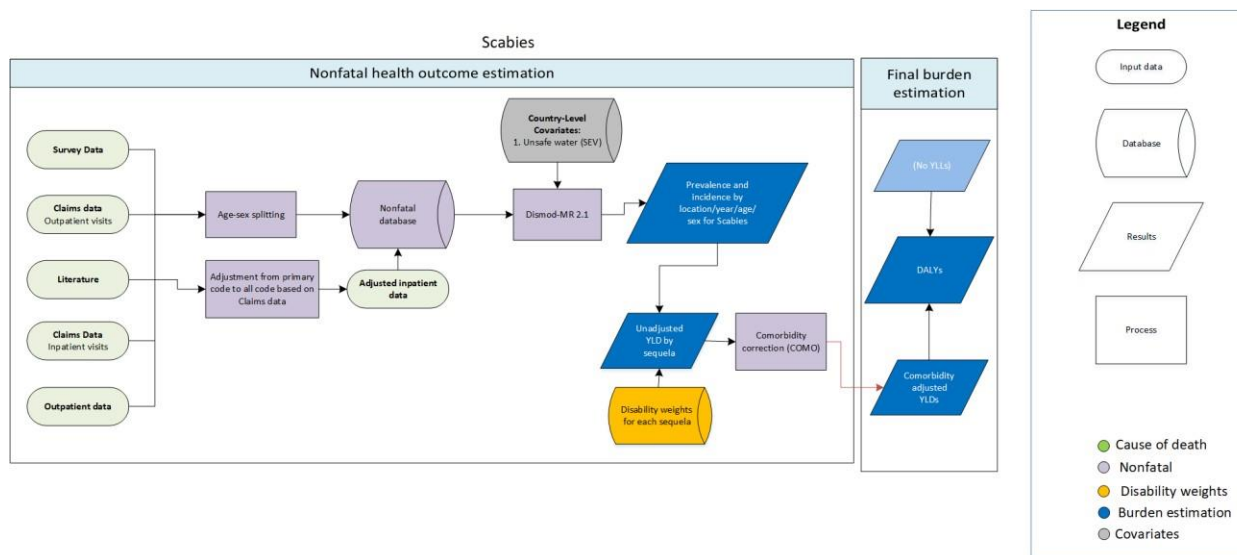 Scabies
Nonfatal health outcome estimation
Survey Data
Claims data
Outpatient visits
Literature
Claims Data
Inpatient visits
Outpatient data
Age-sex splitting
Adjustment from primary
code to all code based on
Claims data
Nonfatal
database
Adjusted inpatient
data
Country-Level
Covariates:
1. Unsafe water (SEV)
Dismod-MR 2.1
Prevalence and
Incidence by
location/year/age/
sex for Scabies
Unadjusted
YLD by
sequela
Comorbidity
correction (COMO)
Disability weights
for each sequela
Final burden
estimation
(No YLLs)
DALYs
Comorbidity
adjusted
YLDs
Legend
Input data
Database
Results
Process
Cause of death
Nonfatal
Disability weights
Burden estimation
Covariates